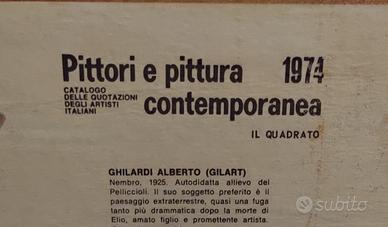 Pittori e pittura 1974
CATALOGO
DELLE QUOTAZIONI
DEGLI ARTISTI
ITALIANI
contemporanea
IL QUADRATO
GHILARDI ALBERTO (GILART)
Nembro, 1925. Autodidatta allievo dei
Pelliccioli. Il suo soggetto preferito è il
paesaggio extraterrestre, quasi una fuga
tanto più drammatica dopo la morte di
Elio, amato figlio e promettente artista.
subito